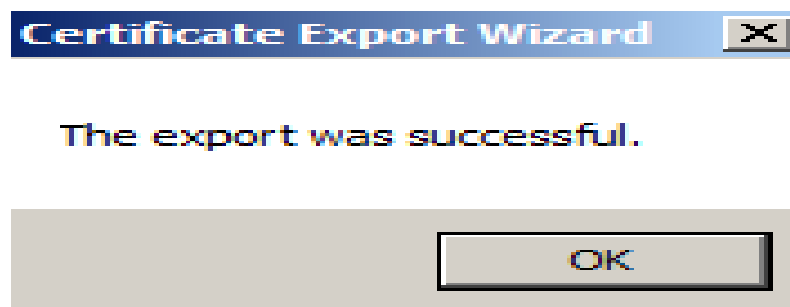 Certificate Export Wizard
The export was successful.
OK